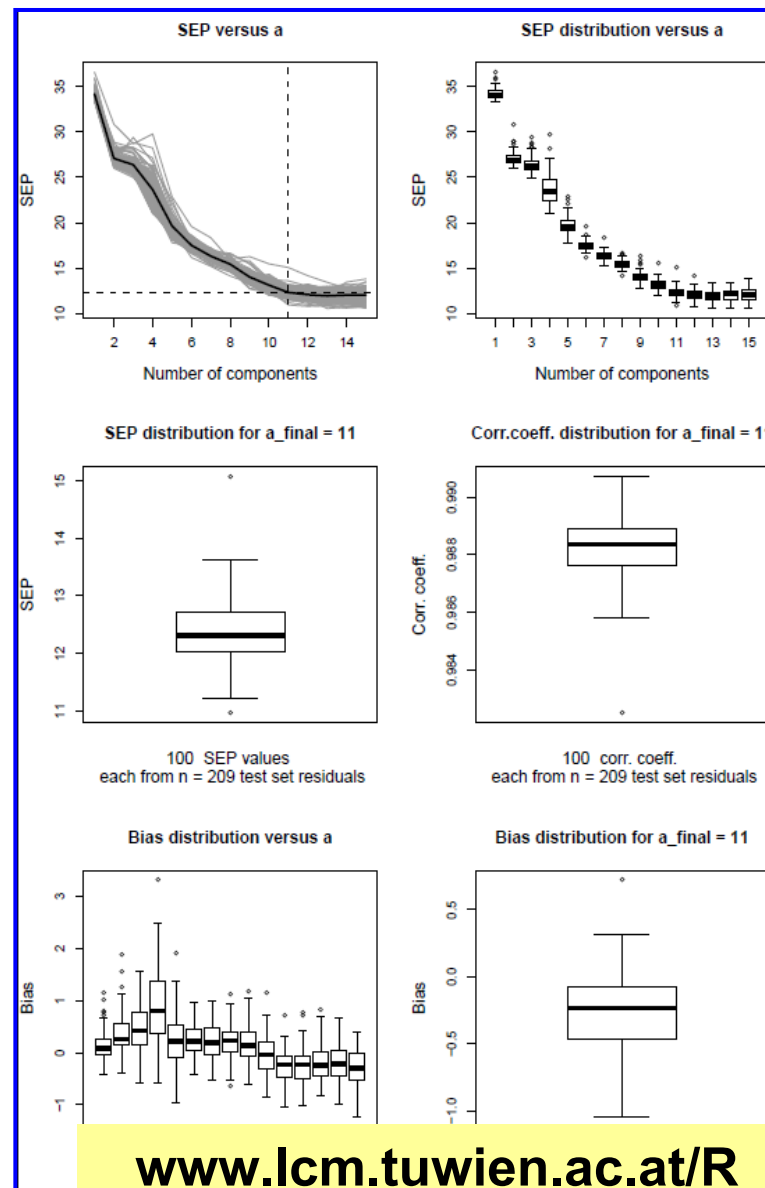 SEP versus a
SEP distribution versus a
SEP
35
30
25
20
15
10
2 4 6 8 10 12 14
Number of components
SEP
35
30
25
20
15
10
1 3 5 7 9 11 13 15
Number of components
SEP distribution for a_final = 11
Corr.coeff. distribution for a_final = 1
SEP
15
14
13
12
11
100 SEP values
each from n = 209 test set residuals
Corr. coeff.
0.990
0.988
0.986
0.984
100 corr. coeff.
each from n = 209 test set residuals
Bias distribution versus a
Bias distribution for a_final = 11
Bias
3
2
1
0
-1
Bias
0.5
0.0
-0.5
-1.0
www.lcm.tuwien.ac.at/R